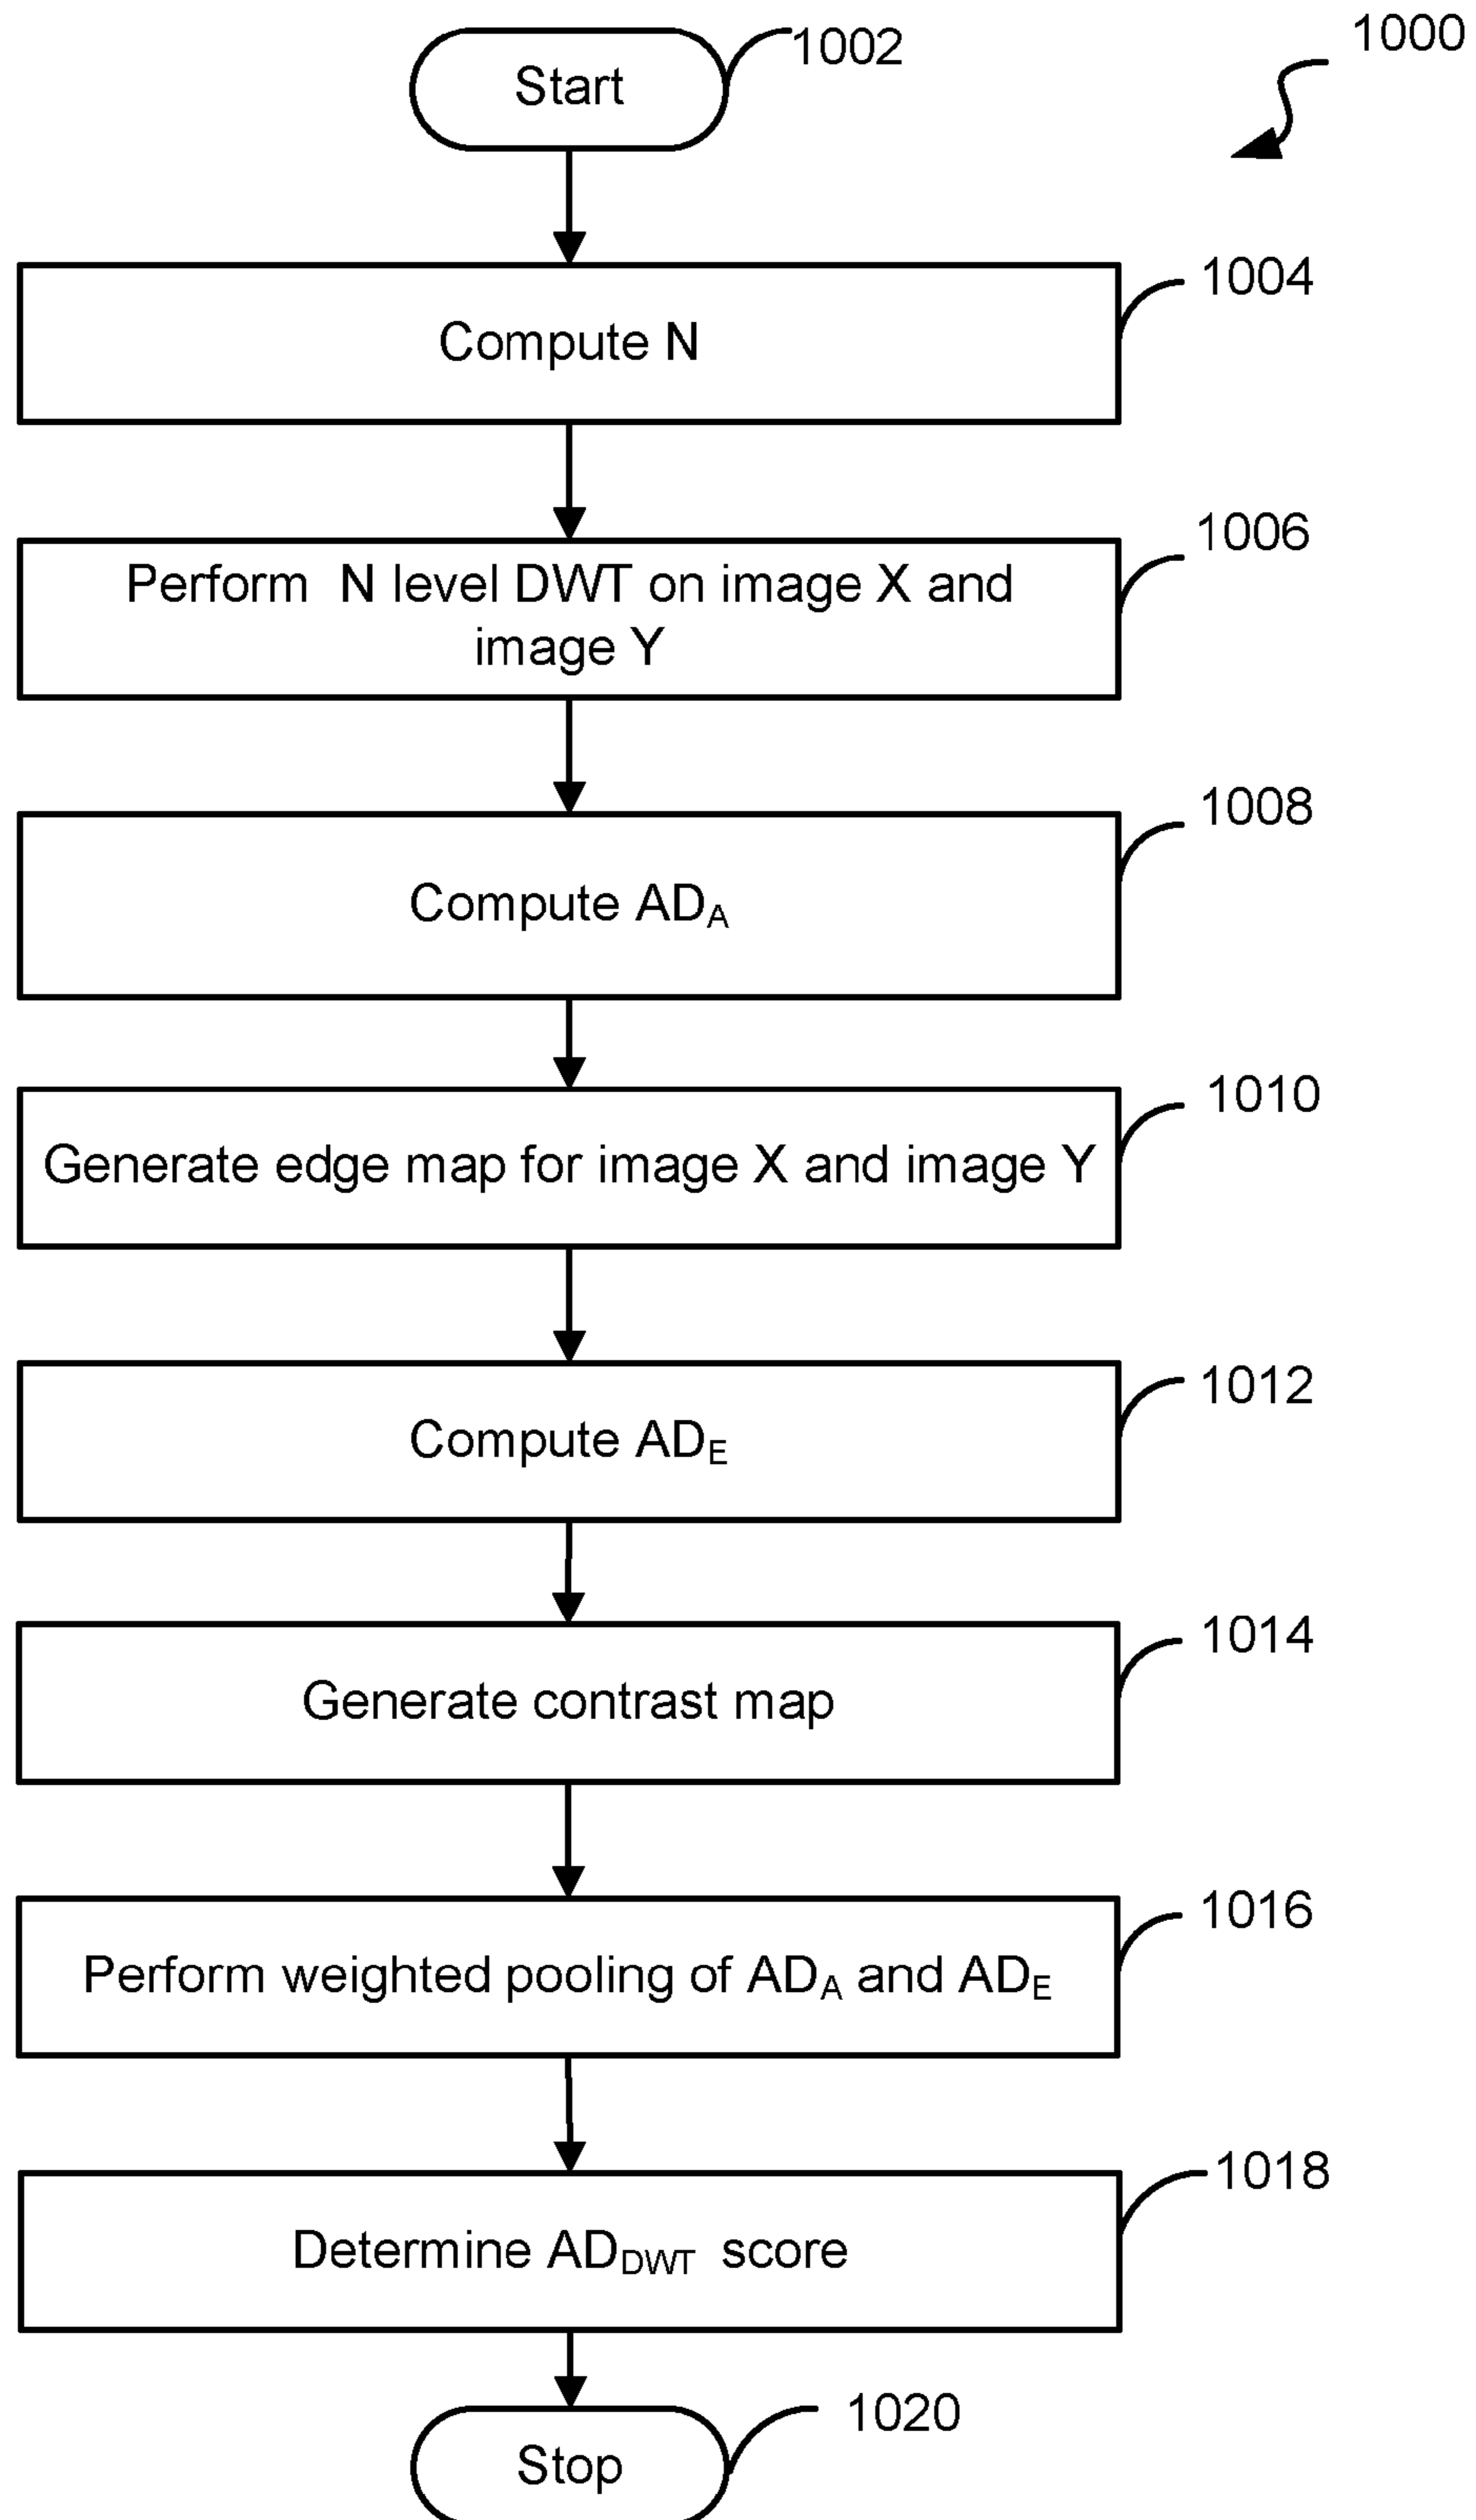 1000
Start
1002
Compute N
1004
Perform N level DWT on image X and
image Y
1006
Compute AD_A
1008
Generate edge map for image X and image Y
1010
Compute AD_E
1012
Generate contrast map
1014
Perform weighted pooling of AD_A and AD_E
1016
Determine AD_DWT score
1018
Stop
1020